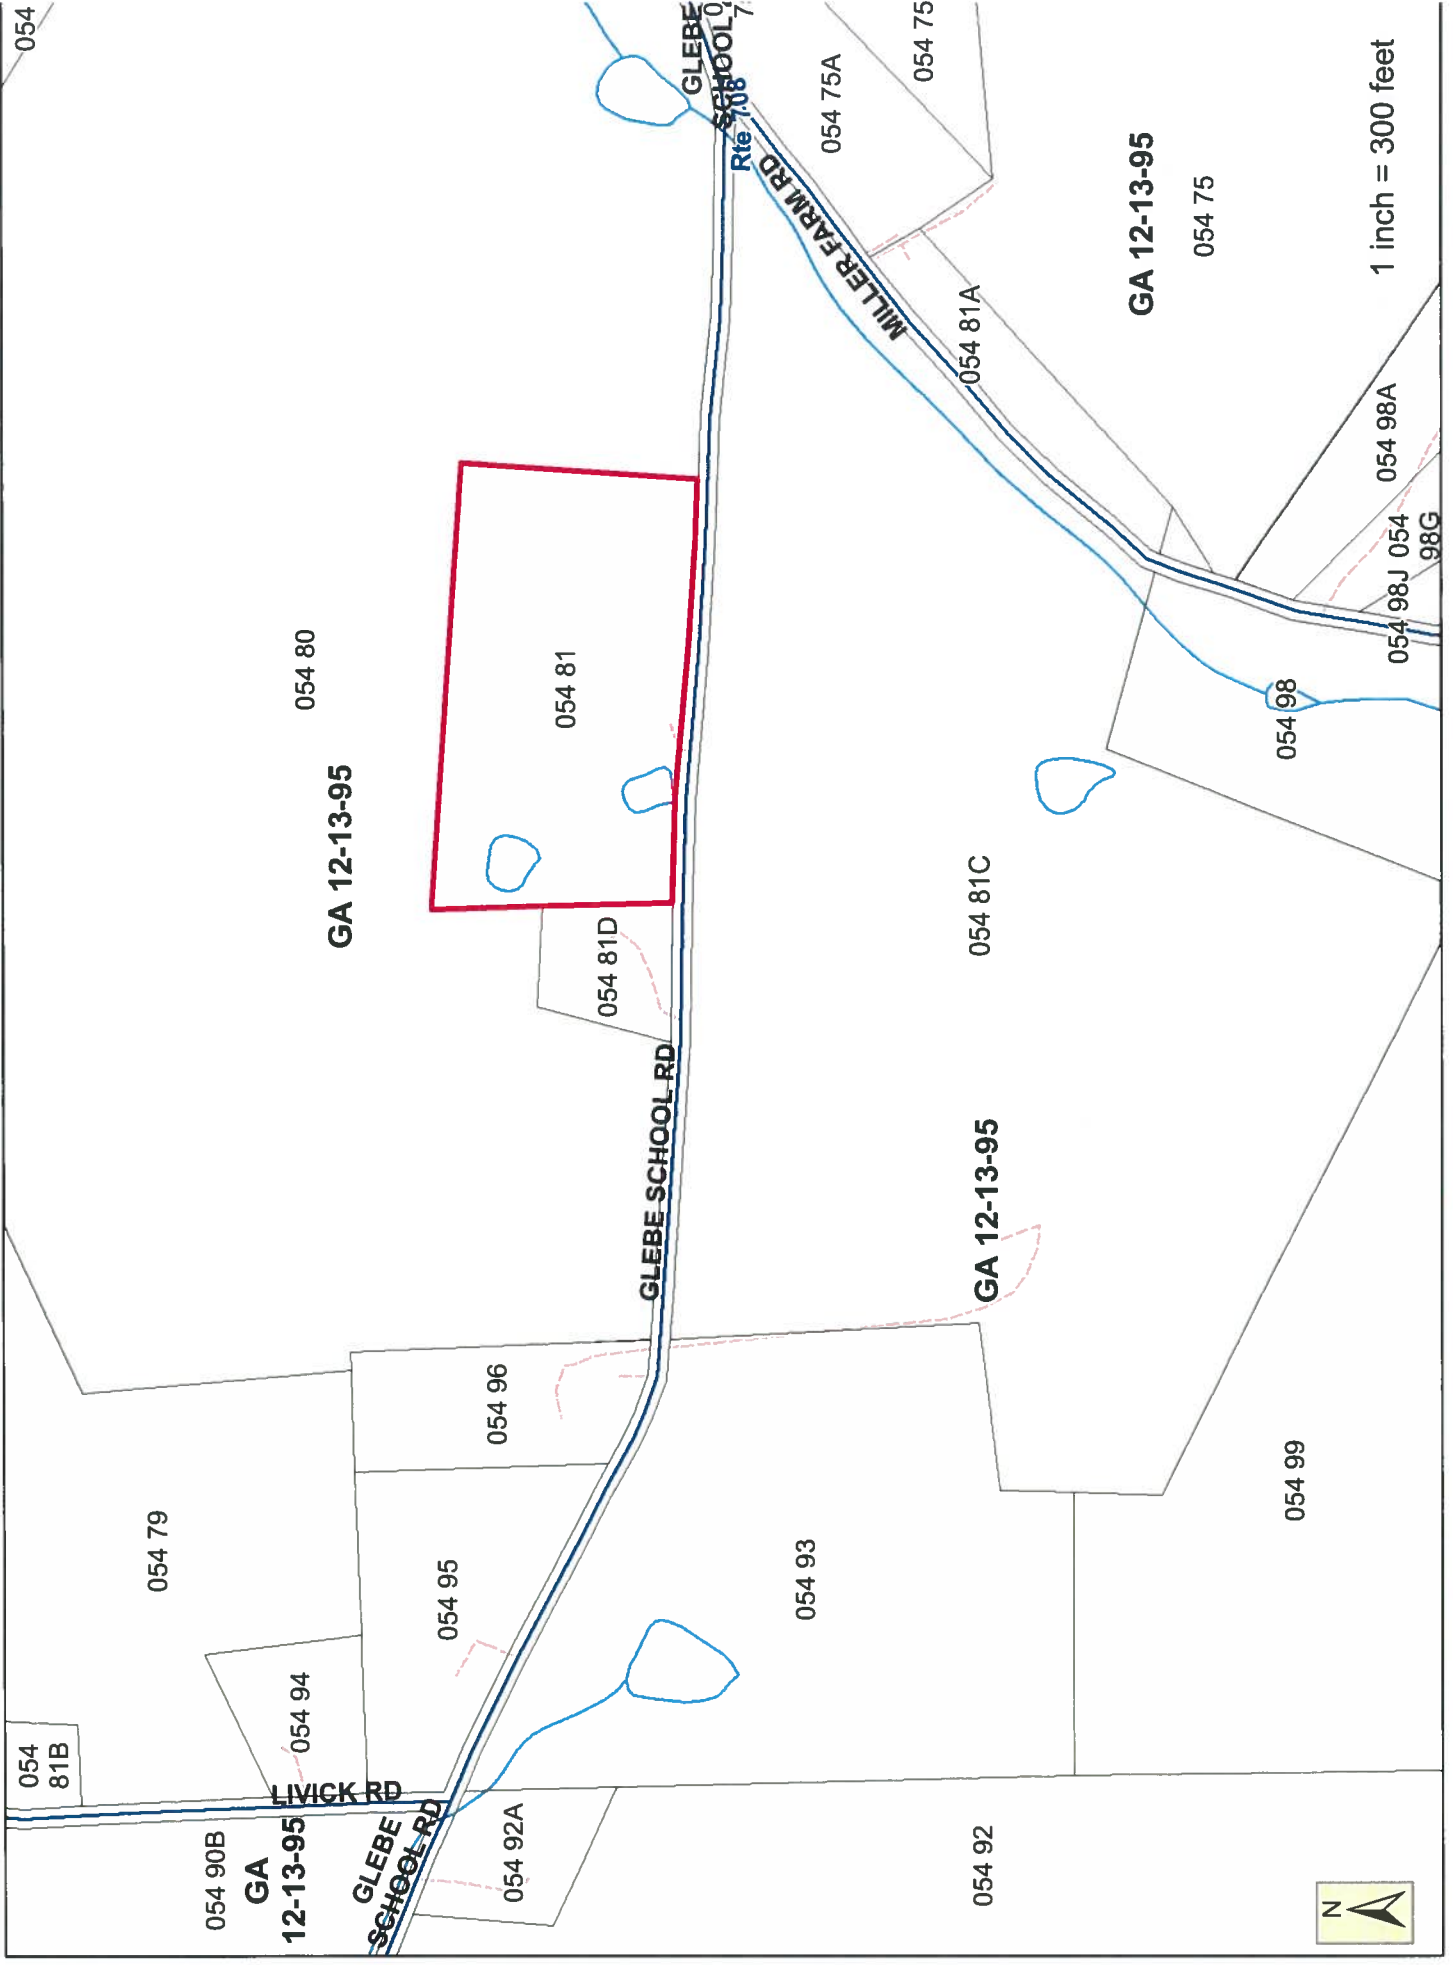 054
GLEBE
SCHOOL
Rte 708
054 75
054 75A
MILLER FARM RD
GA 12-13-95
054 75
1 inch = 300 feet
054 81A
054 98A
054
98G
054 98J
054 98
054 80
GA 12-13-95
054 81
054 81D
054 81C
GLEBE SCHOOL RD
GA 12-13-95
054 96
054 79
054 95
054 93
054 99
054 94
054
81B
LIVICK RD
054 90B
GA
12-13-95
GLEBE
SCHOOL RD
054 92A
054 92
N